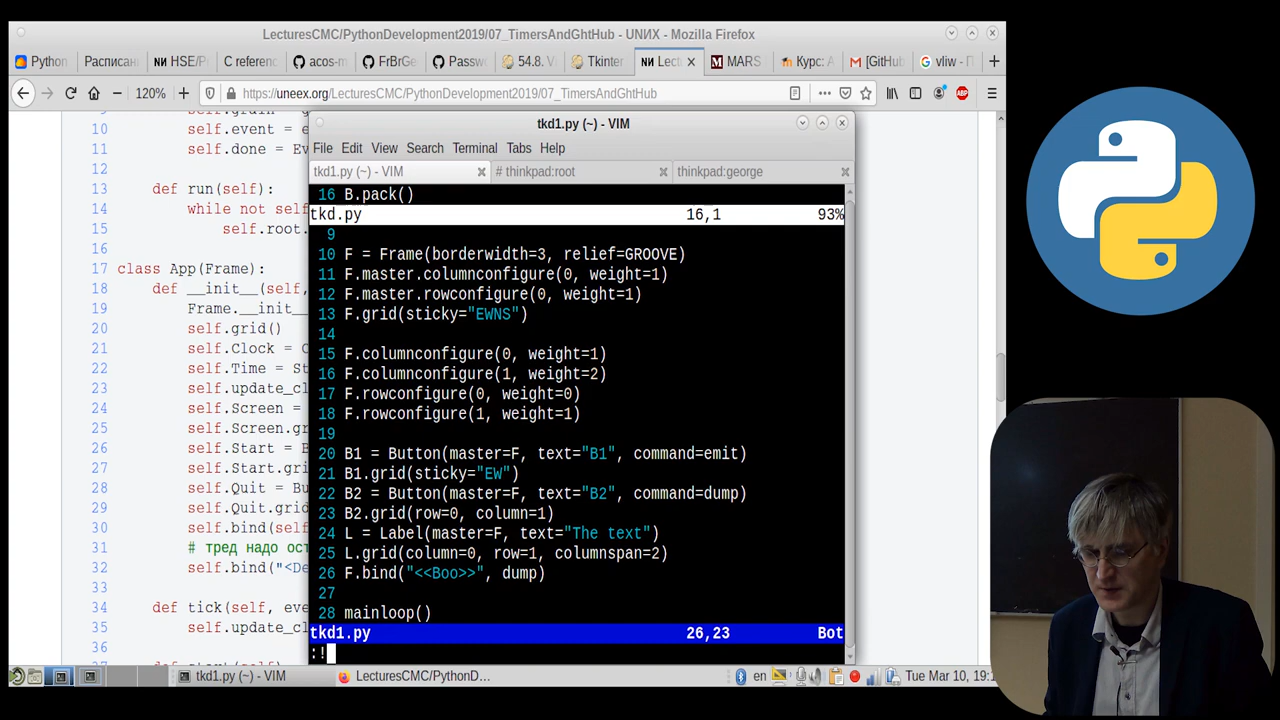 LecturesCMC/PythonDevelopment2019/07_TimersAndGhtHub - UNИX - Mozilla Firefox
Python
Расписан
NИ HSE/P
C referenc
acos-m
FrBrGe
Passw
54.8. V
Tkinter
NИ Lect
MARS
Курс: A
[GitHub
vliw - П
120%
https://uneex.org/LecturesCMC/PythonDevelopment2019/07_TimersAndGhtHub
10 self.event = e
11 self.done = Ev
12
13 def run(self):
14 while not self
15 self.root.
16
17 class App(Frame):
18 def __init__(self,
19 Frame.__init__
20 self.grid()
21 self.Clock = C
22 self.Time = St
23 self.update_cl
24 self.Screen =
25 self.Screen.gr
26 self.Start = B
27 self.Start.gri
28 self.Quit = Bu
29 self.Quit.grid
30 self.bind(self
31 # тред надо ост
32 self.bind("<De
33
34 def tick(self, eve
35 self.update_cl
36
tkd1.py (~) - VIM
File Edit View Search Terminal Tabs Help
tkd1.py (~) - VIM
# thinkpad:root
thinkpad:george
16 B.pack()
tkd.py 16,1 93%
9
10 F = Frame(borderwidth=3, relief=GROOVE)
11 F.master.columnconfigure(0, weight=1)
12 F.master.rowconfigure(0, weight=1)
13 F.grid(sticky="EWNS")
14
15 F.columnconfigure(0, weight=1)
16 F.columnconfigure(1, weight=2)
17 F.rowconfigure(0, weight=0)
18 F.rowconfigure(1, weight=1)
19
20 B1 = Button(master=F, text="B1", command=emit)
21 B1.grid(sticky="EW")
22 B2 = Button(master=F, text="B2", command=dump)
23 B2.grid(row=0, column=1)
24 L = Label(master=F, text="The text")
25 L.grid(column=0, row=1, columnspan=2)
26 F.bind("<<Boo>>", dump)
27
28 mainloop()
tkd1.py 26,23 Bot
:!
tkd1.py (~) - VIM
LecturesCMC/PythonD...
en
Tue Mar 10, 19:1